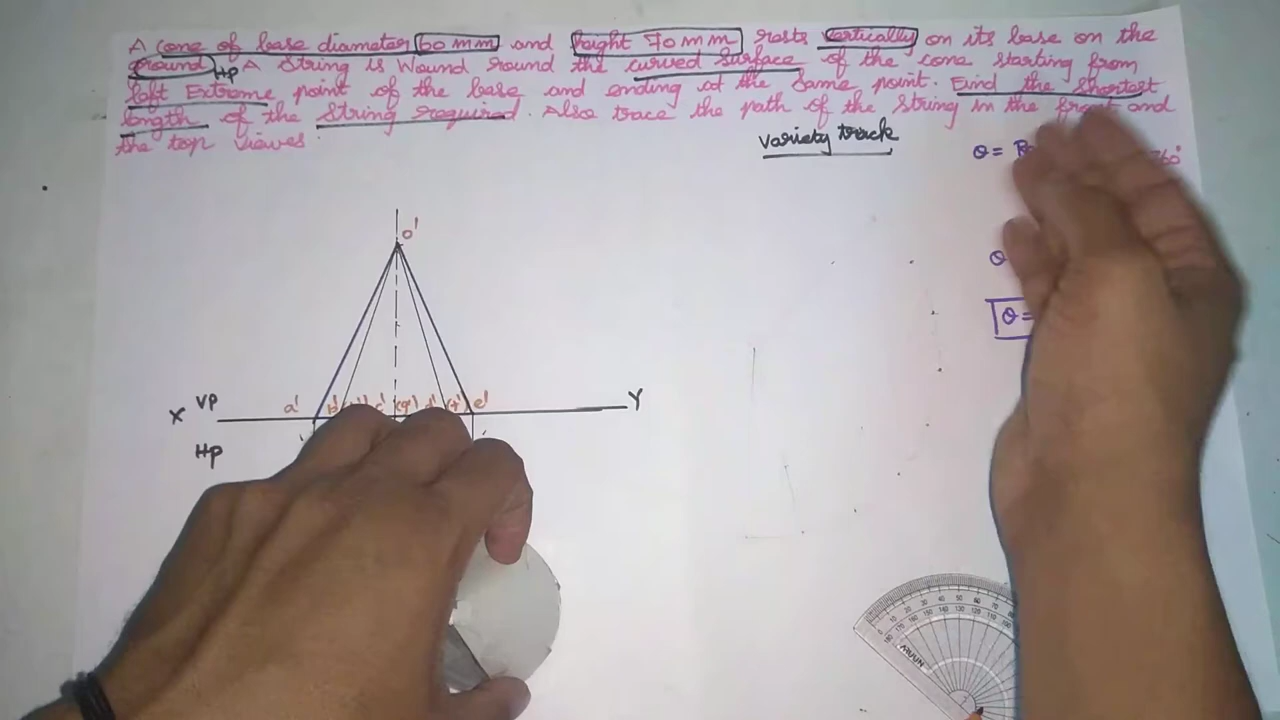 A cone of base diameter 60 mm and height 70 mm rests vertically on its base on the
ground. A String is Wound round the curved surface of the cone starting from
HP
left Extreme point of the base and ending at the Same point. Find the shortest
length of the String required. Also trace the path of the String in the front and
the top views.
Variety track
θ = 360°
o'
θ
θ =
X VP a' b' c' (g') d' (f') e' Y
HP